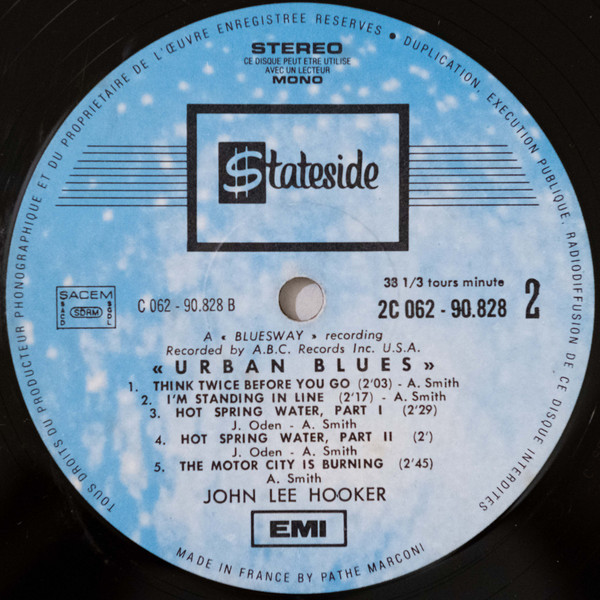 TOUS DROITS DU PRODUCTEUR PHONOGRAPHIQUE ET DU PROPRIETAIRE DE L'ŒUVRE ENREGISTREE RESERVES • DUPLICATION, EXECUTION PUBLIQUE, RADIODIFFUSION DE CE DISQUE INTERDITES
STEREO
CE DISQUE PEUT ETRE UTILISE
AVEC UN LECTEUR
MONO
$tateside
SACEM
SACD
SDRM
SGDL
C 062 - 90.828 B
33 1/3 tours minute
2C 062 - 90.828 2
A « BLUESWAY » recording
Recorded by A.B.C. Records Inc. U.S.A.
« URBAN BLUES »
1. THINK TWICE BEFORE YOU GO (2'03) - A. Smith
2. I'M STANDING IN LINE (2'17) - A. Smith
3. HOT SPRING WATER, PART I (2'29)
J. Oden - A. Smith
4. HOT SPRING WATER, PART II (2')
J. Oden - A. Smith
5. THE MOTOR CITY IS BURNING (2'45)
A. Smith
JOHN LEE HOOKER
EMI
MADE IN FRANCE BY PATHE MARCONI